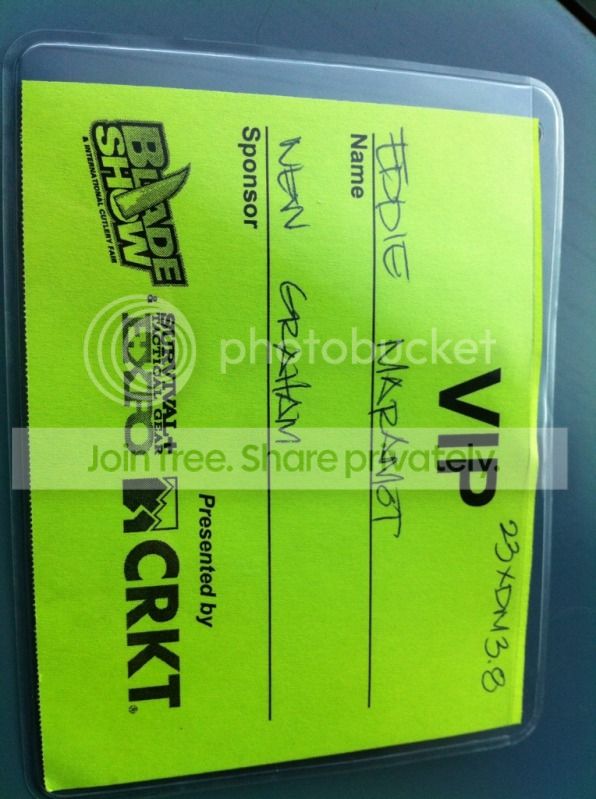 23XDM3.8
VIP
EDDIE MARAMOT
Name
NEW GRAHAM
Sponsor
Presented by
BLADE
SHOW
& INTERNATIONAL CUTLERY FAIR
&
SURVIVAL +
TACTICAL GEAR
EXPO
CRKT®
photobucket
Join free. Share privately.